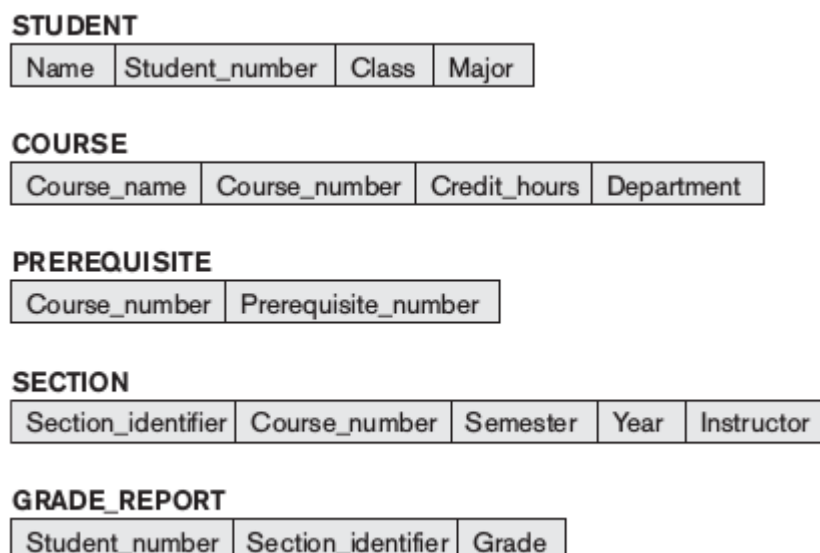 STUDENT
Name Student_number Class Major
COURSE
Course_name Course_number Credit_hours Department
PREREQUISITE
Course_number Prerequisite_number
SECTION
Section_identifier Course_number Semester Year Instructor
GRADE_REPORT
Student_number Section_identifier Grade